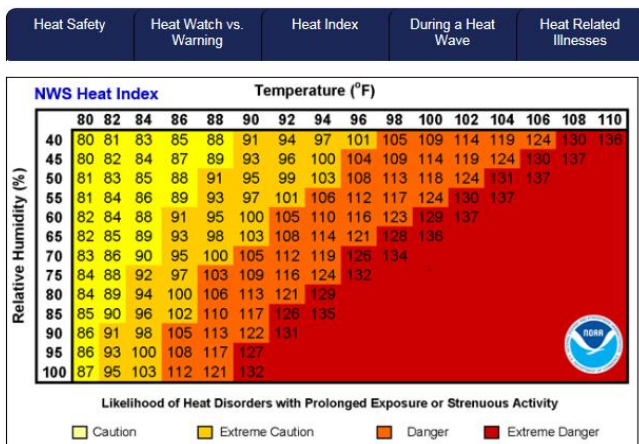 Heat Safety
Heat Watch vs.
Warning
Heat Index
During a Heat
Wave
Heat Related
Illnesses
NWS Heat Index
Temperature (°F)
80 82 84 86 88 90 92 94 96 98 100 102 104 106 108 110
Relative Humidity (%)
40 80 81 83 85 88 91 94 97 101 105 109 114 119 124 130 136
45 80 82 84 87 89 93 96 100 104 109 114 119 124 130 137
50 81 83 85 88 91 95 99 103 108 113 118 124 131 137
55 81 84 86 89 93 97 101 106 112 117 124 130 137
60 82 84 88 91 95 100 105 110 116 123 129 137
65 82 85 89 93 98 103 108 114 121 128 136
70 83 86 90 95 100 105 112 119 126 134
75 84 88 92 97 103 109 116 124 132
80 84 89 94 100 106 113 121 129
85 85 90 96 102 110 117 126 135
90 86 91 98 105 113 122 131
95 86 93 100 108 117 127
100 87 95 103 112 121 132
NOAA
Likelihood of Heat Disorders with Prolonged Exposure or Strenuous Activity
Caution
Extreme Caution
Danger
Extreme Danger